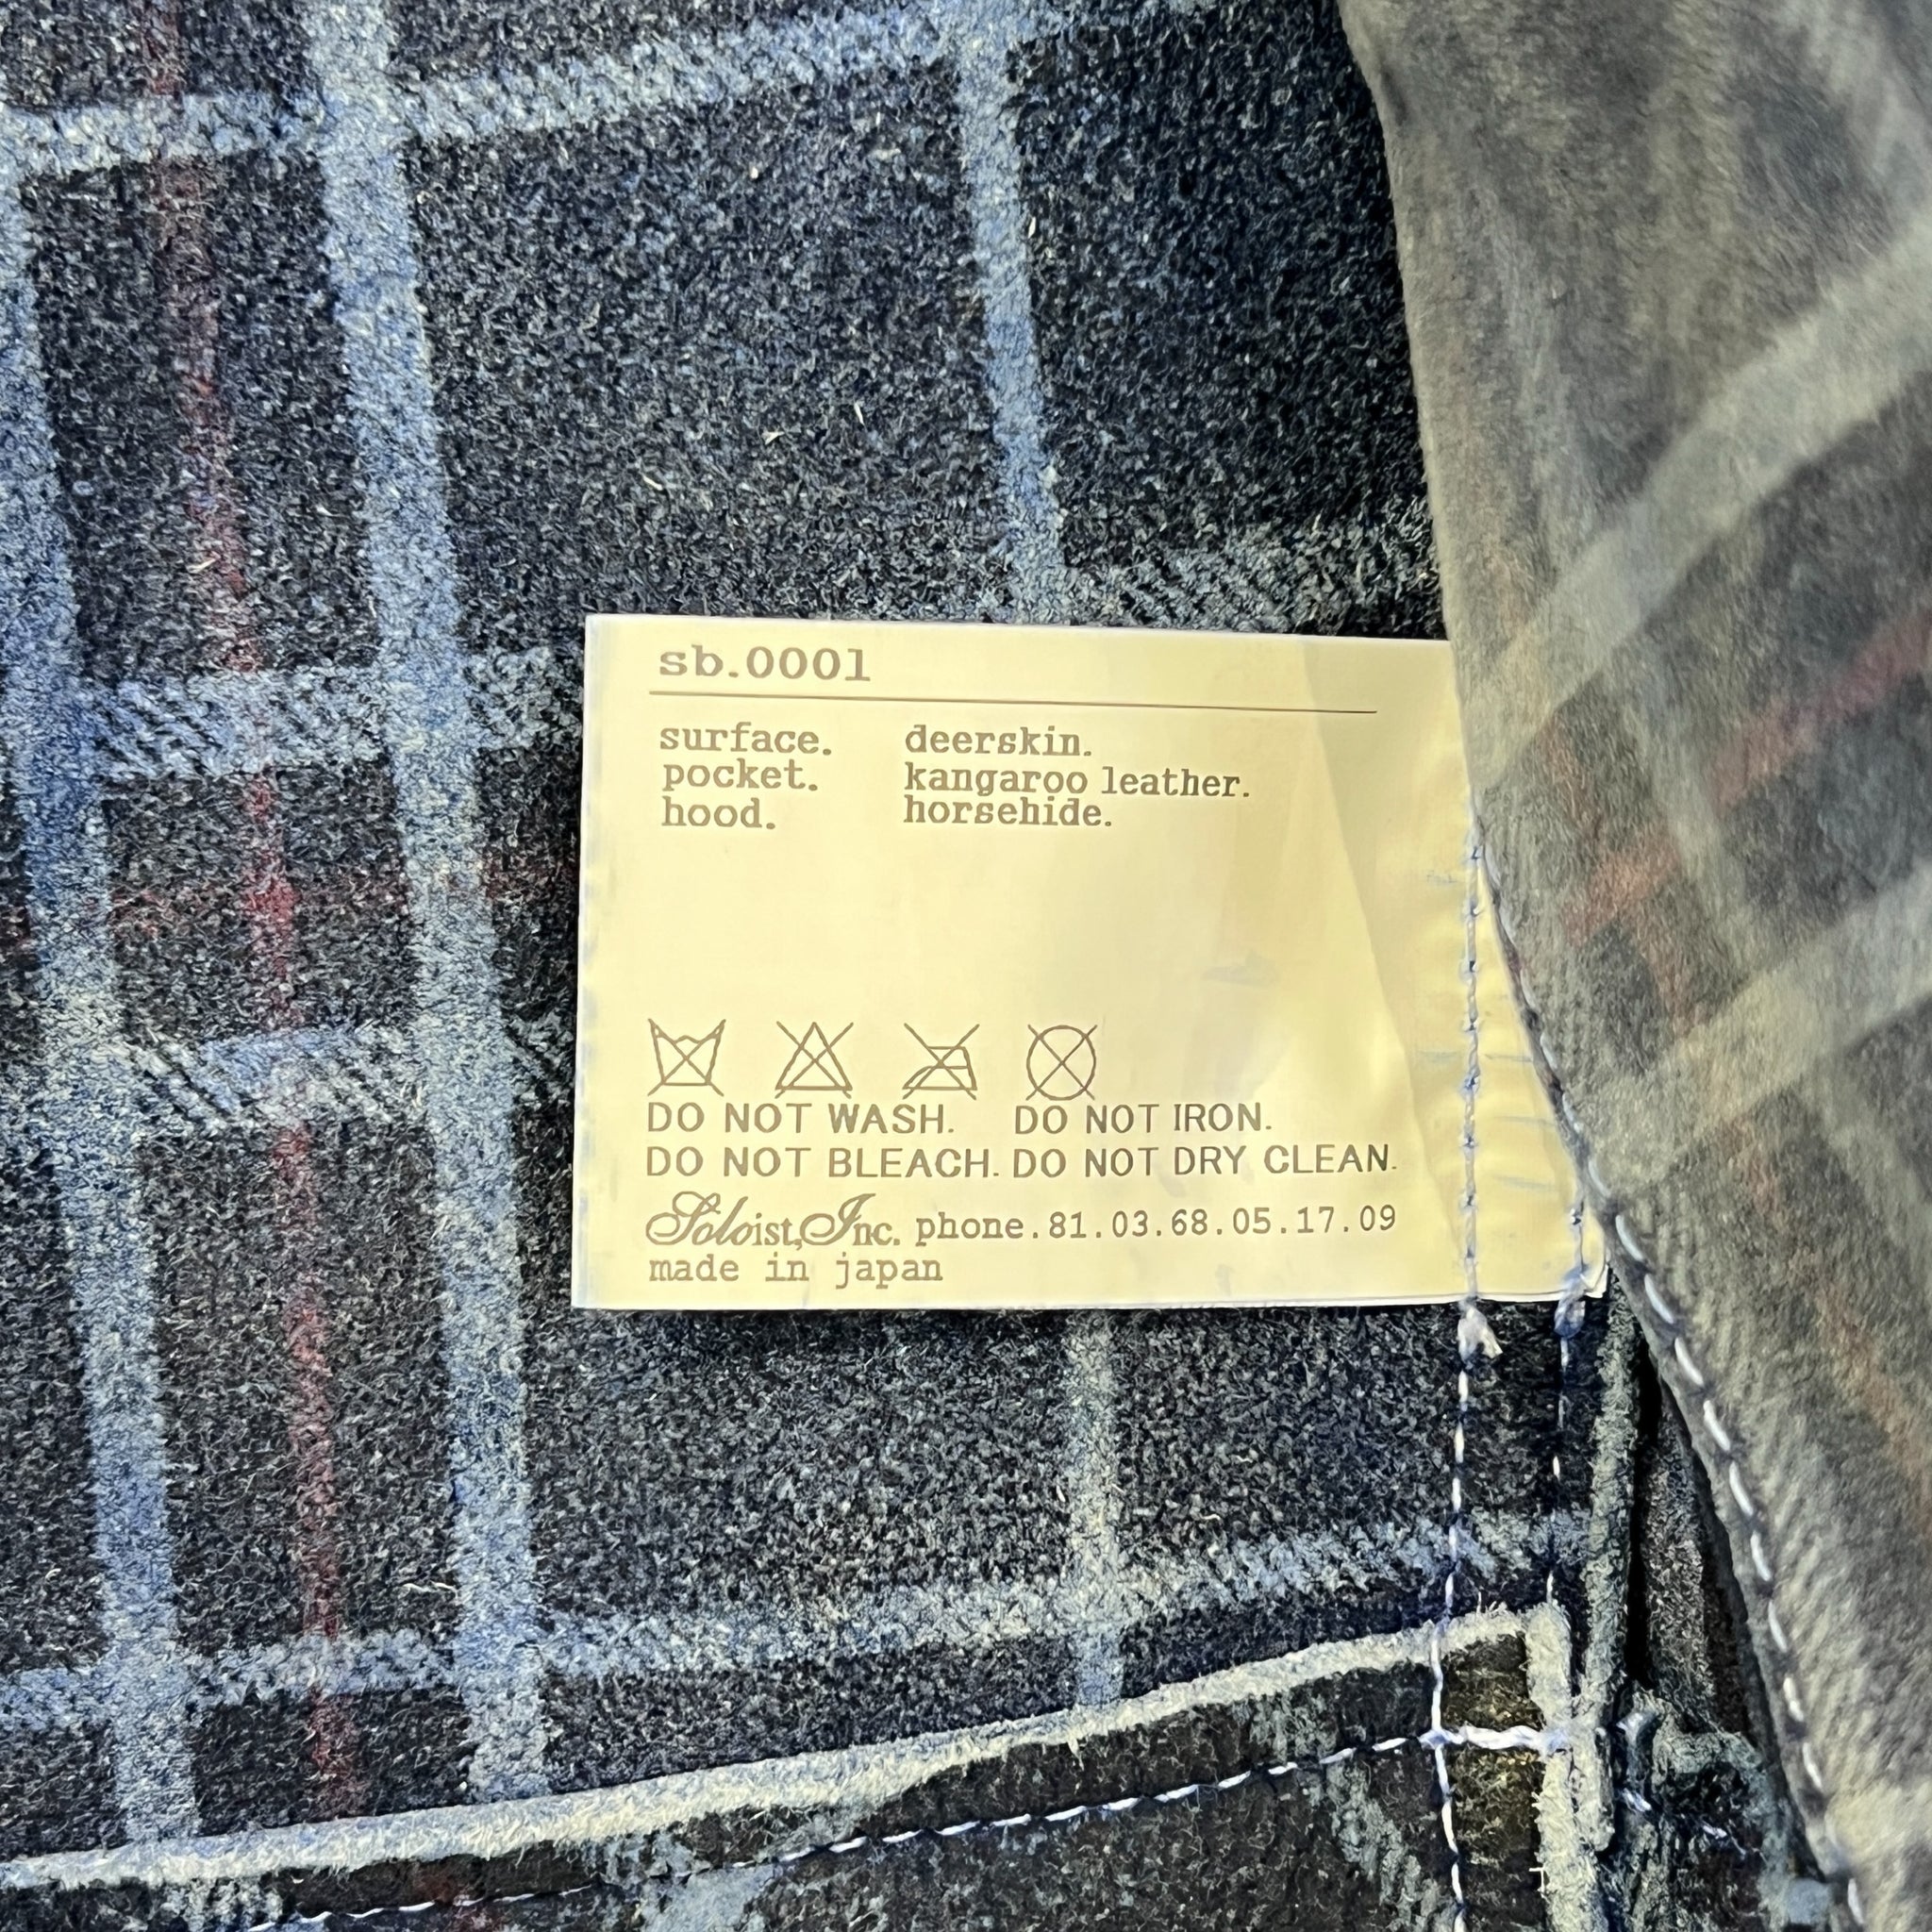 sb.0001
surface. deerskin.
pocket. kangaroo leather.
hood. horsehide.
DO NOT WASH. DO NOT IRON.
DO NOT BLEACH. DO NOT DRY CLEAN.
Soloist, Inc. phone.81.03.68.05.17.09
made in japan